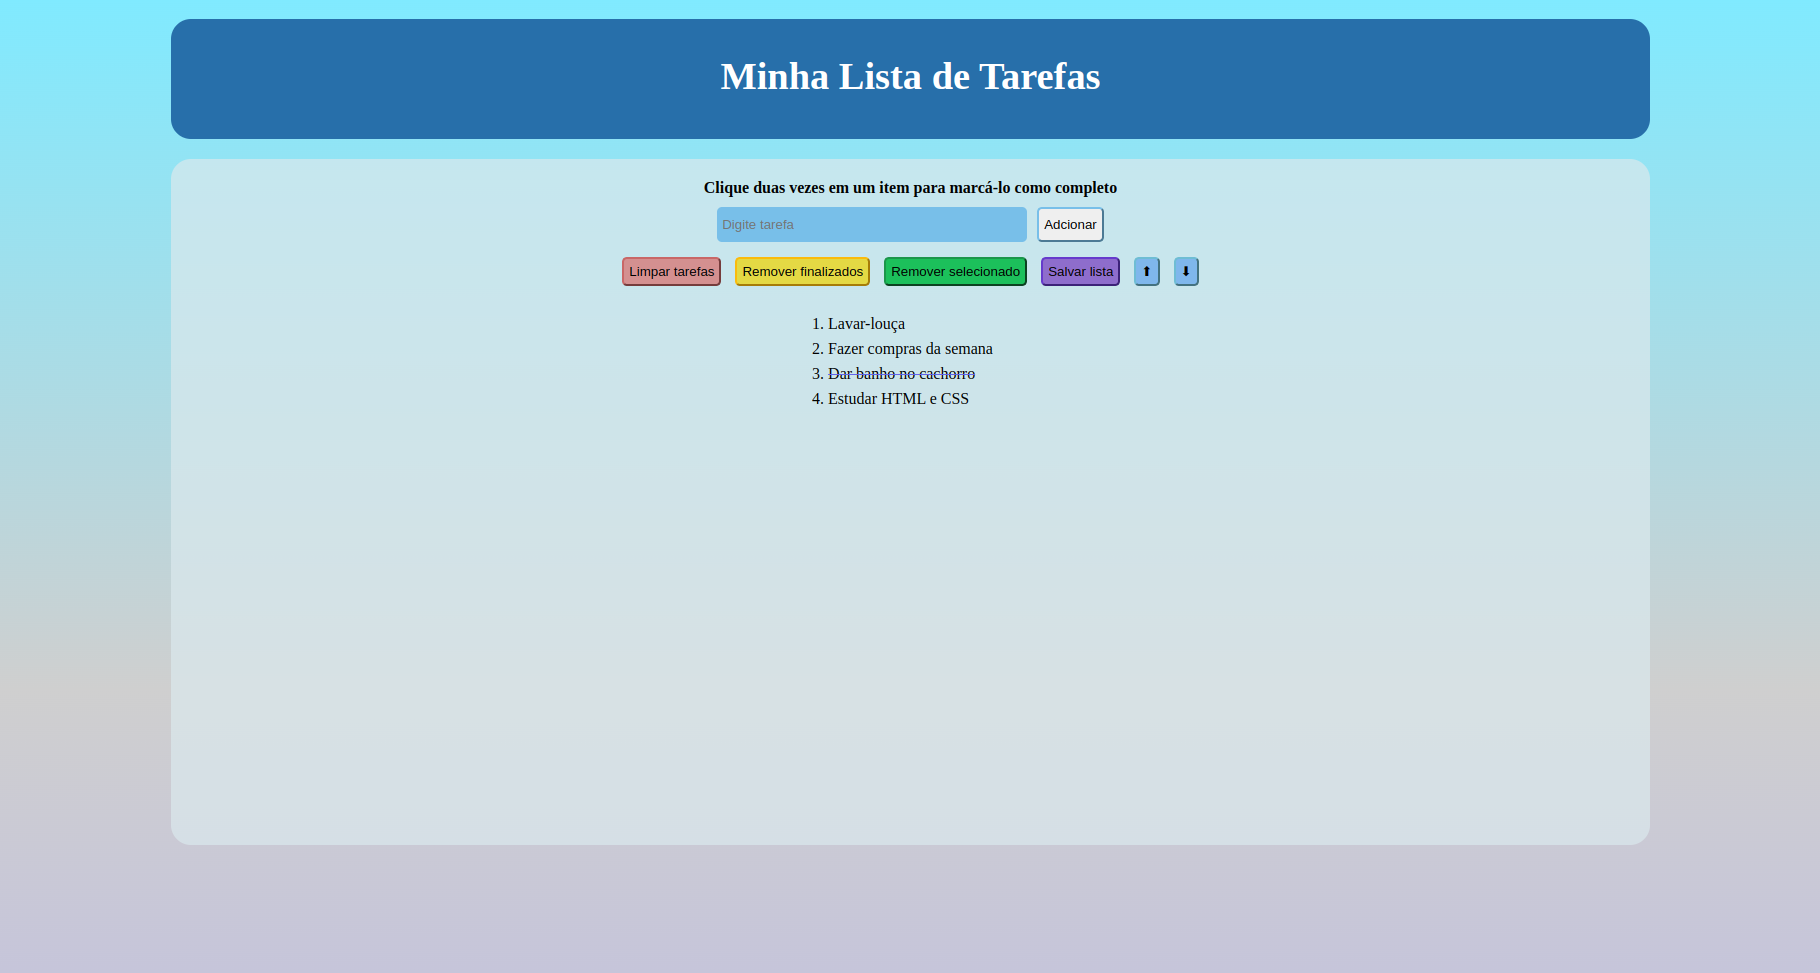 Minha Lista de Tarefas
Clique duas vezes em um item para marcá-lo como completo
Digite tarefa Adcionar
Limpar tarefas Remover finalizados Remover selecionado Salvar lista ⬆ ⬇
1. Lavar-louça
2. Fazer compras da semana
3. Dar banho no cachorro
4. Estudar HTML e CSS